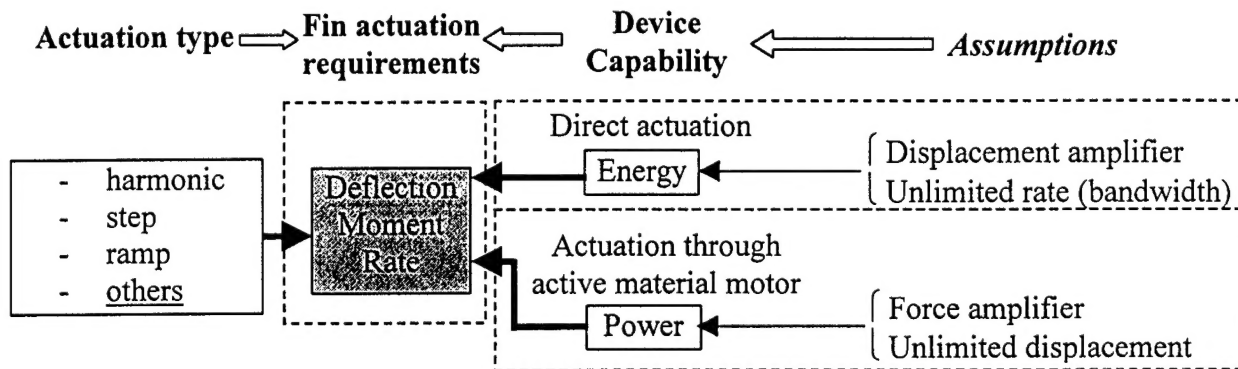 Actuation type
Fin actuation
requirements
Device
Capability
Assumptions
- harmonic
- step
- ramp
- others
Deflection
Moment
Rate
Direct actuation
Energy
Displacement amplifier
Unlimited rate (bandwidth)
Actuation through
active material motor
Power
Force amplifier
Unlimited displacement